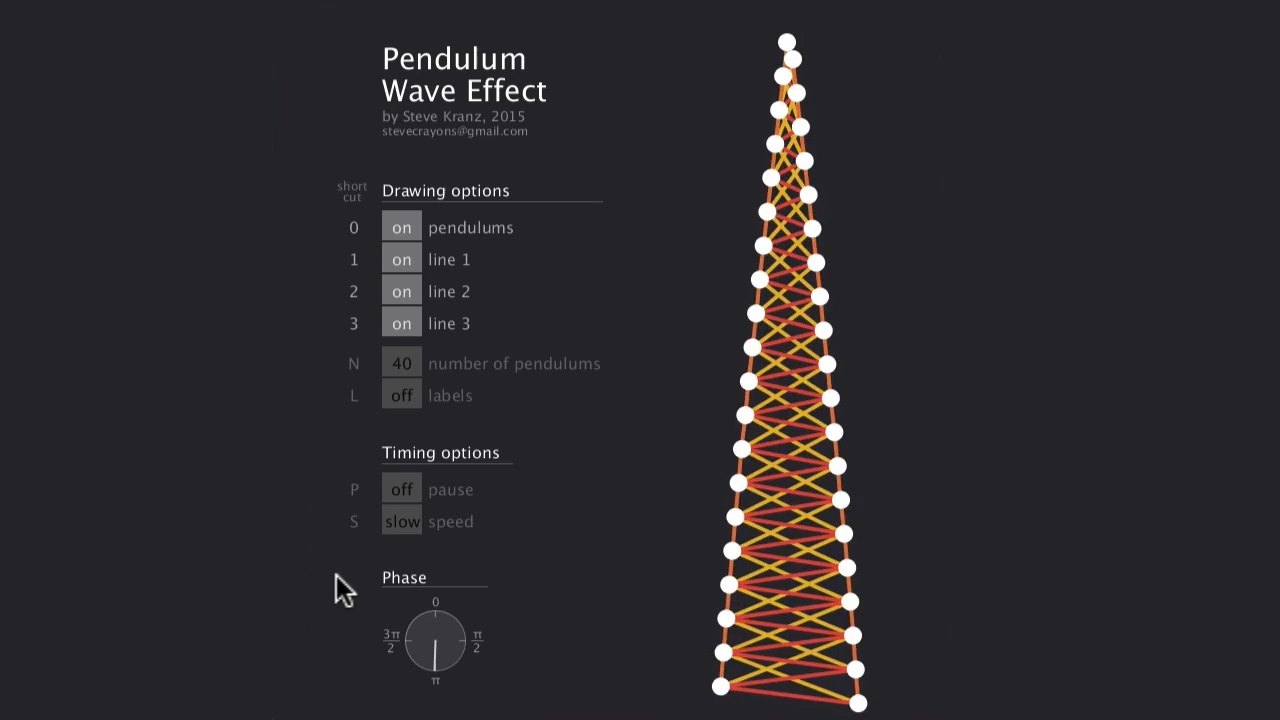 Pendulum
Wave Effect
by Steve Kranz, 2015
stevecrayons@gmail.com
short
cut
Drawing options
0 on pendulums
1 on line 1
2 on line 2
3 on line 3
N 40 number of pendulums
L off labels
Timing options
P off pause
S slow speed
Phase
0
3π
2
π
2
π